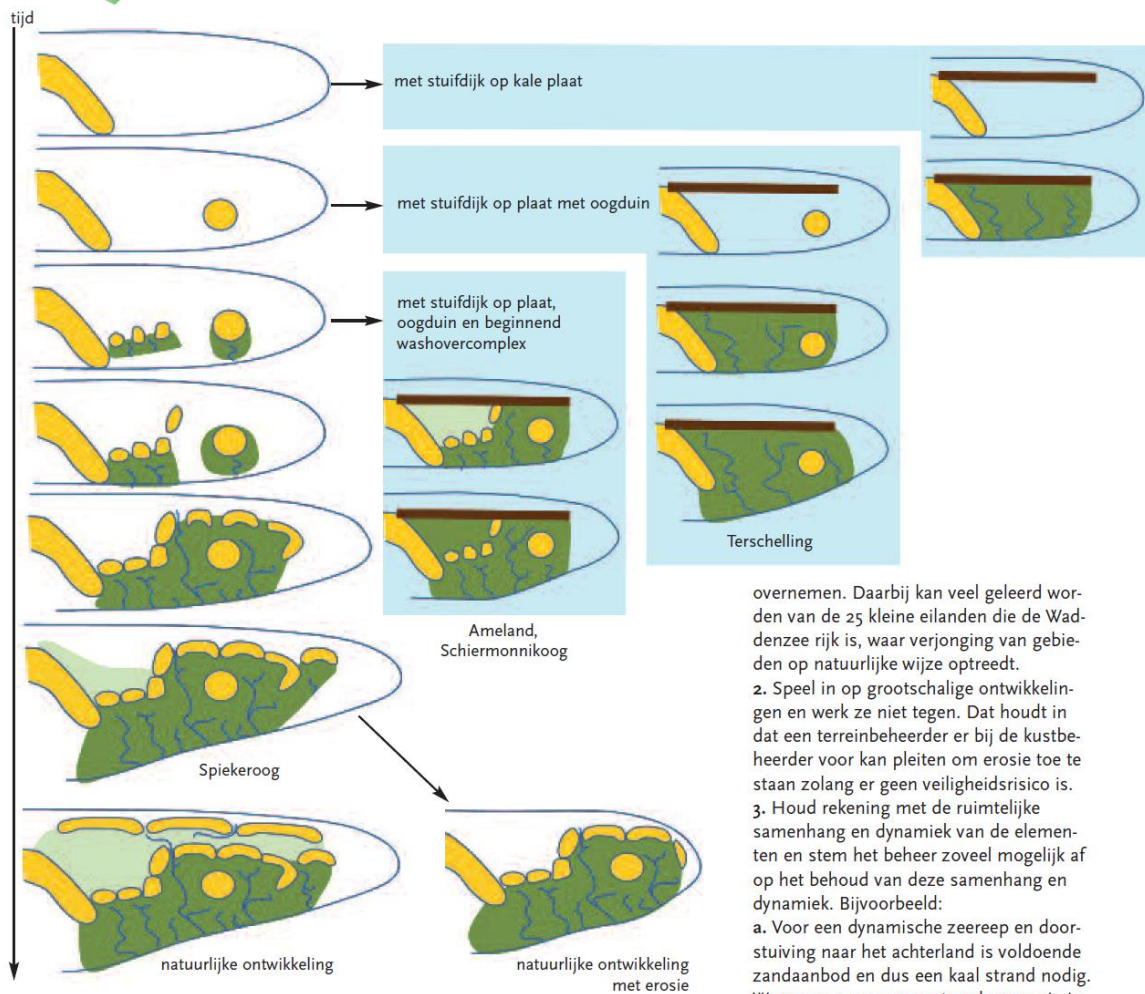 tijd
met stuifdijk op kale plaat
met stuifdijk op plaat met oogduin
met stuifdijk op plaat,
oogduin en beginnend
washovercomplex
Terschelling
Ameland,
Schiermonnikoog
Spiekeroog
natuurlijke ontwikkeling
natuurlijke ontwikkeling
met erosie
overnemen. Daarbij kan veel geleerd wor-
den van de 25 kleine eilanden die de Wad-
denzee rijk is, waar verjonging van gebie-
den op natuurlijke wijze optreedt.
2. Speel in op grootschalige ontwikkelin-
gen en werk ze niet tegen. Dat houdt in
dat een terreinbeheerder er bij de kustbe-
heerder voor kan pleiten om erosie toe te
staan zolang er geen veiligheidsrisico is.
3. Houd rekening met de ruimtelijke
samenhang en dynamiek van de elemen-
ten en stem het beheer zoveel mogelijk af
op het behoud van deze samenhang en
dynamiek. Bijvoorbeeld:
a. Voor een dynamische zeereep en door-
stuiving naar het achterland is voldoende
zandaanbod en dus een kaal strand nodig.